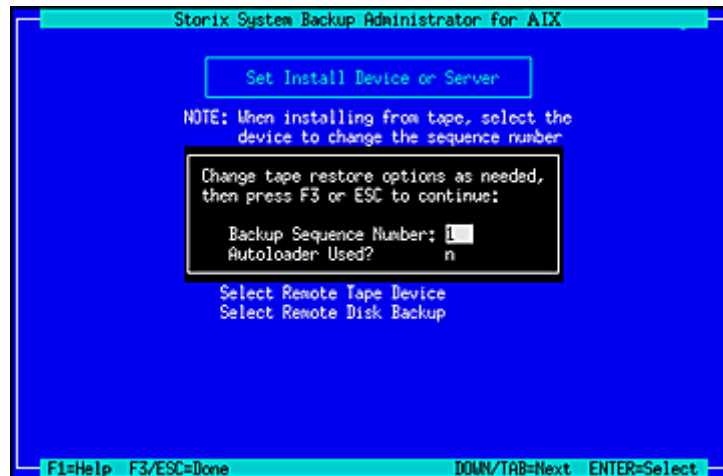 Storix System Backup Administrator for AIX
Set Install Device or Server
NOTE: When installing from tape, select the
device to change the sequence number
Change tape restore options as needed,
then press F3 or ESC to continue:
Backup Sequence Number: 1
Autoloader Used? n
Select Remote Tape Device
Select Remote Disk Backup
F1=Help F3/ESC=Done DOWN/TAB=Next ENTER=Select